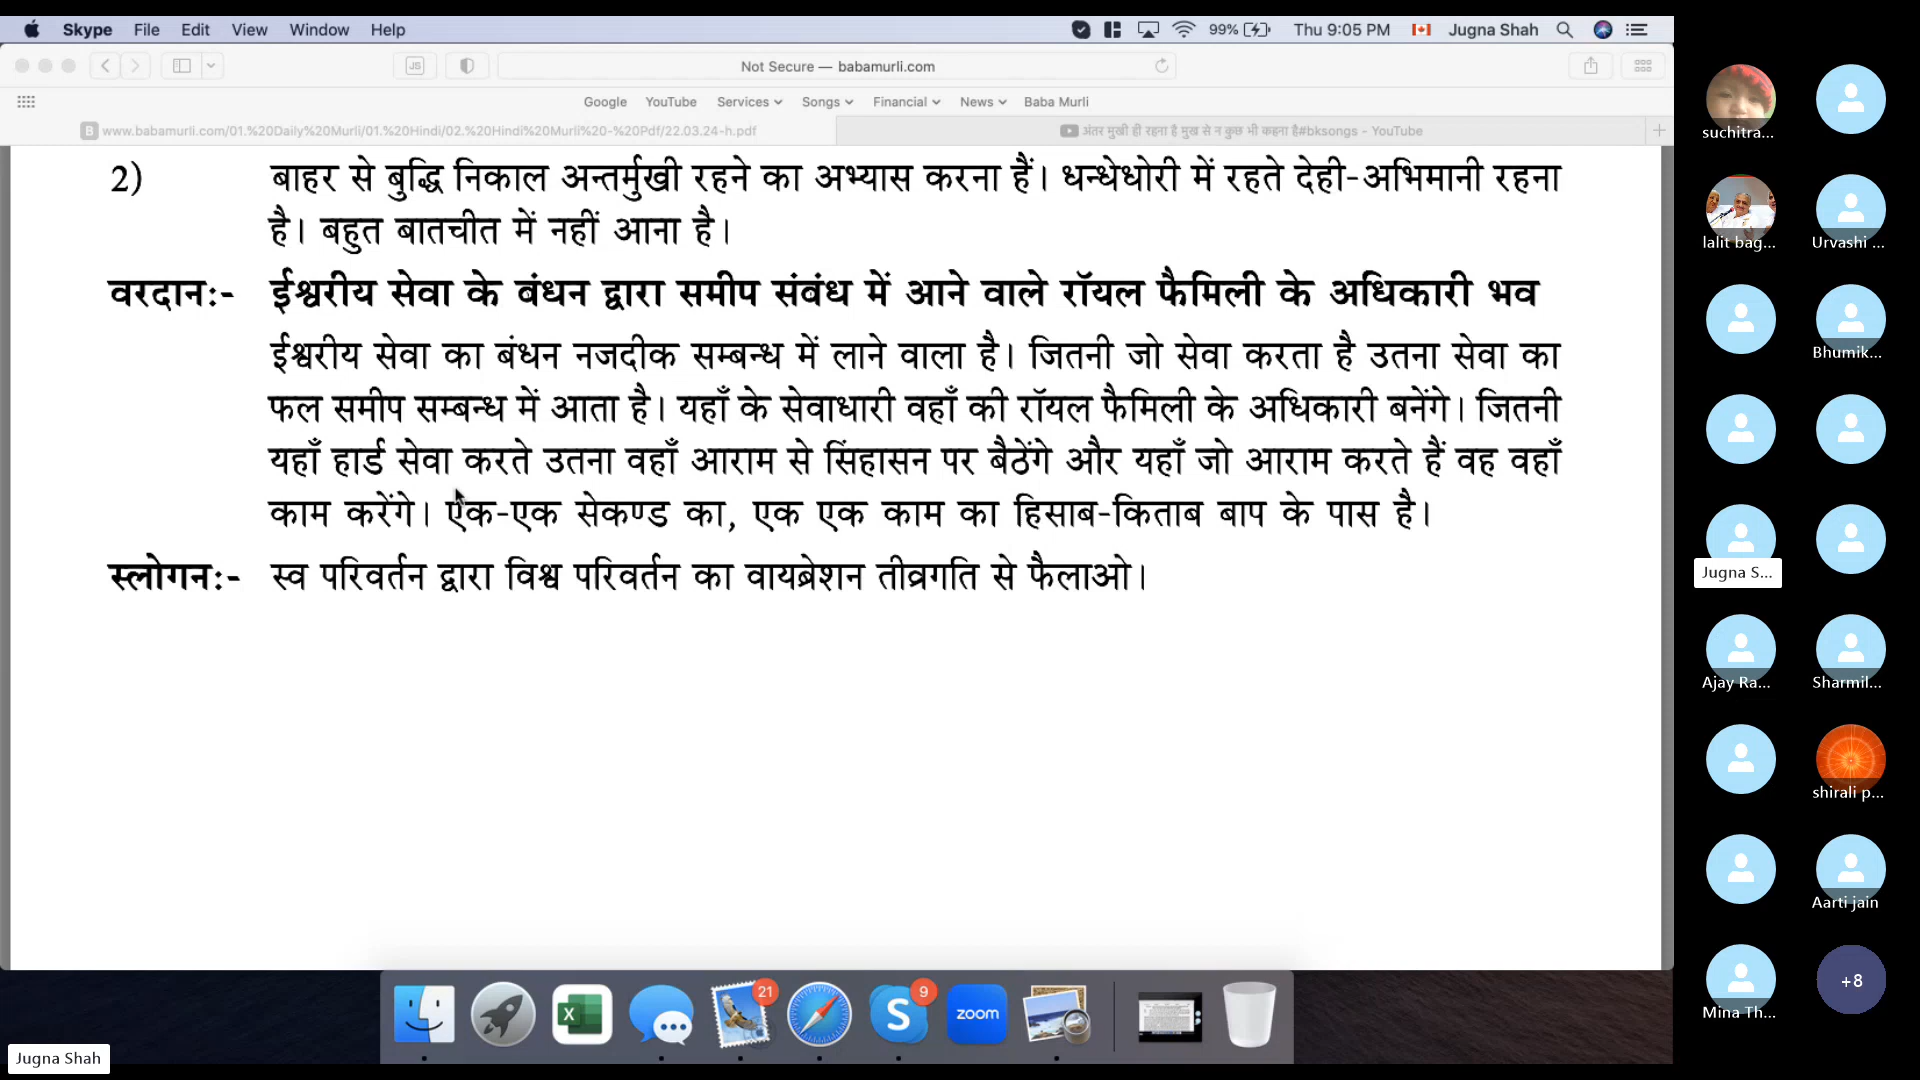 Skype File Edit View Window Help 99% Thu 9:05 PM Jugna Shah
JS Not Secure — babamurli.com
Google YouTube Services Songs Financial News Baba Murli
B www.babamurli.com/01.%20Daily%20Murli/01.%20Hindi/02.%20Hindi%20Murli%20-%20Pdf/22.03.24-h.pdf अंतर मुखी ही रहना है मुख से न कुछ भी कहना है#bksongs - YouTube
2) बाहर से बुद्धि निकाल अन्तर्मुखी रहने का अभ्यास करना हैं। धन्धेधोरी में रहते देही-अभिमानी रहना
है। बहुत बातचीत में नहीं आना है।
वरदान:- ईश्वरीय सेवा के बंधन द्वारा समीप संबंध में आने वाले रॉयल फैमिली के अधिकारी भव
ईश्वरीय सेवा का बंधन नजदीक सम्बन्ध में लाने वाला है। जितनी जो सेवा करता है उतना सेवा का
फल समीप सम्बन्ध में आता है। यहाँ के सेवाधारी वहाँ की रॉयल फैमिली के अधिकारी बनेंगे। जितनी
यहाँ हार्ड सेवा करते उतना वहाँ आराम से सिंहासन पर बैठेंगे और यहाँ जो आराम करते हैं वह वहाँ
काम करेंगे। एक-एक सेकण्ड का, एक एक काम का हिसाब-किताब बाप के पास है।
स्लोगन:- स्व परिवर्तन द्वारा विश्व परिवर्तन का वायब्रेशन तीव्रगति से फैलाओ।
suchitra...
lalit bag... Urvashi ...
Bhumik...
Jugna S...
Ajay Ra... Sharmil...
shirali p...
Aarti jain
Mina Th... +8
X 21 S 9 zoom
Jugna Shah